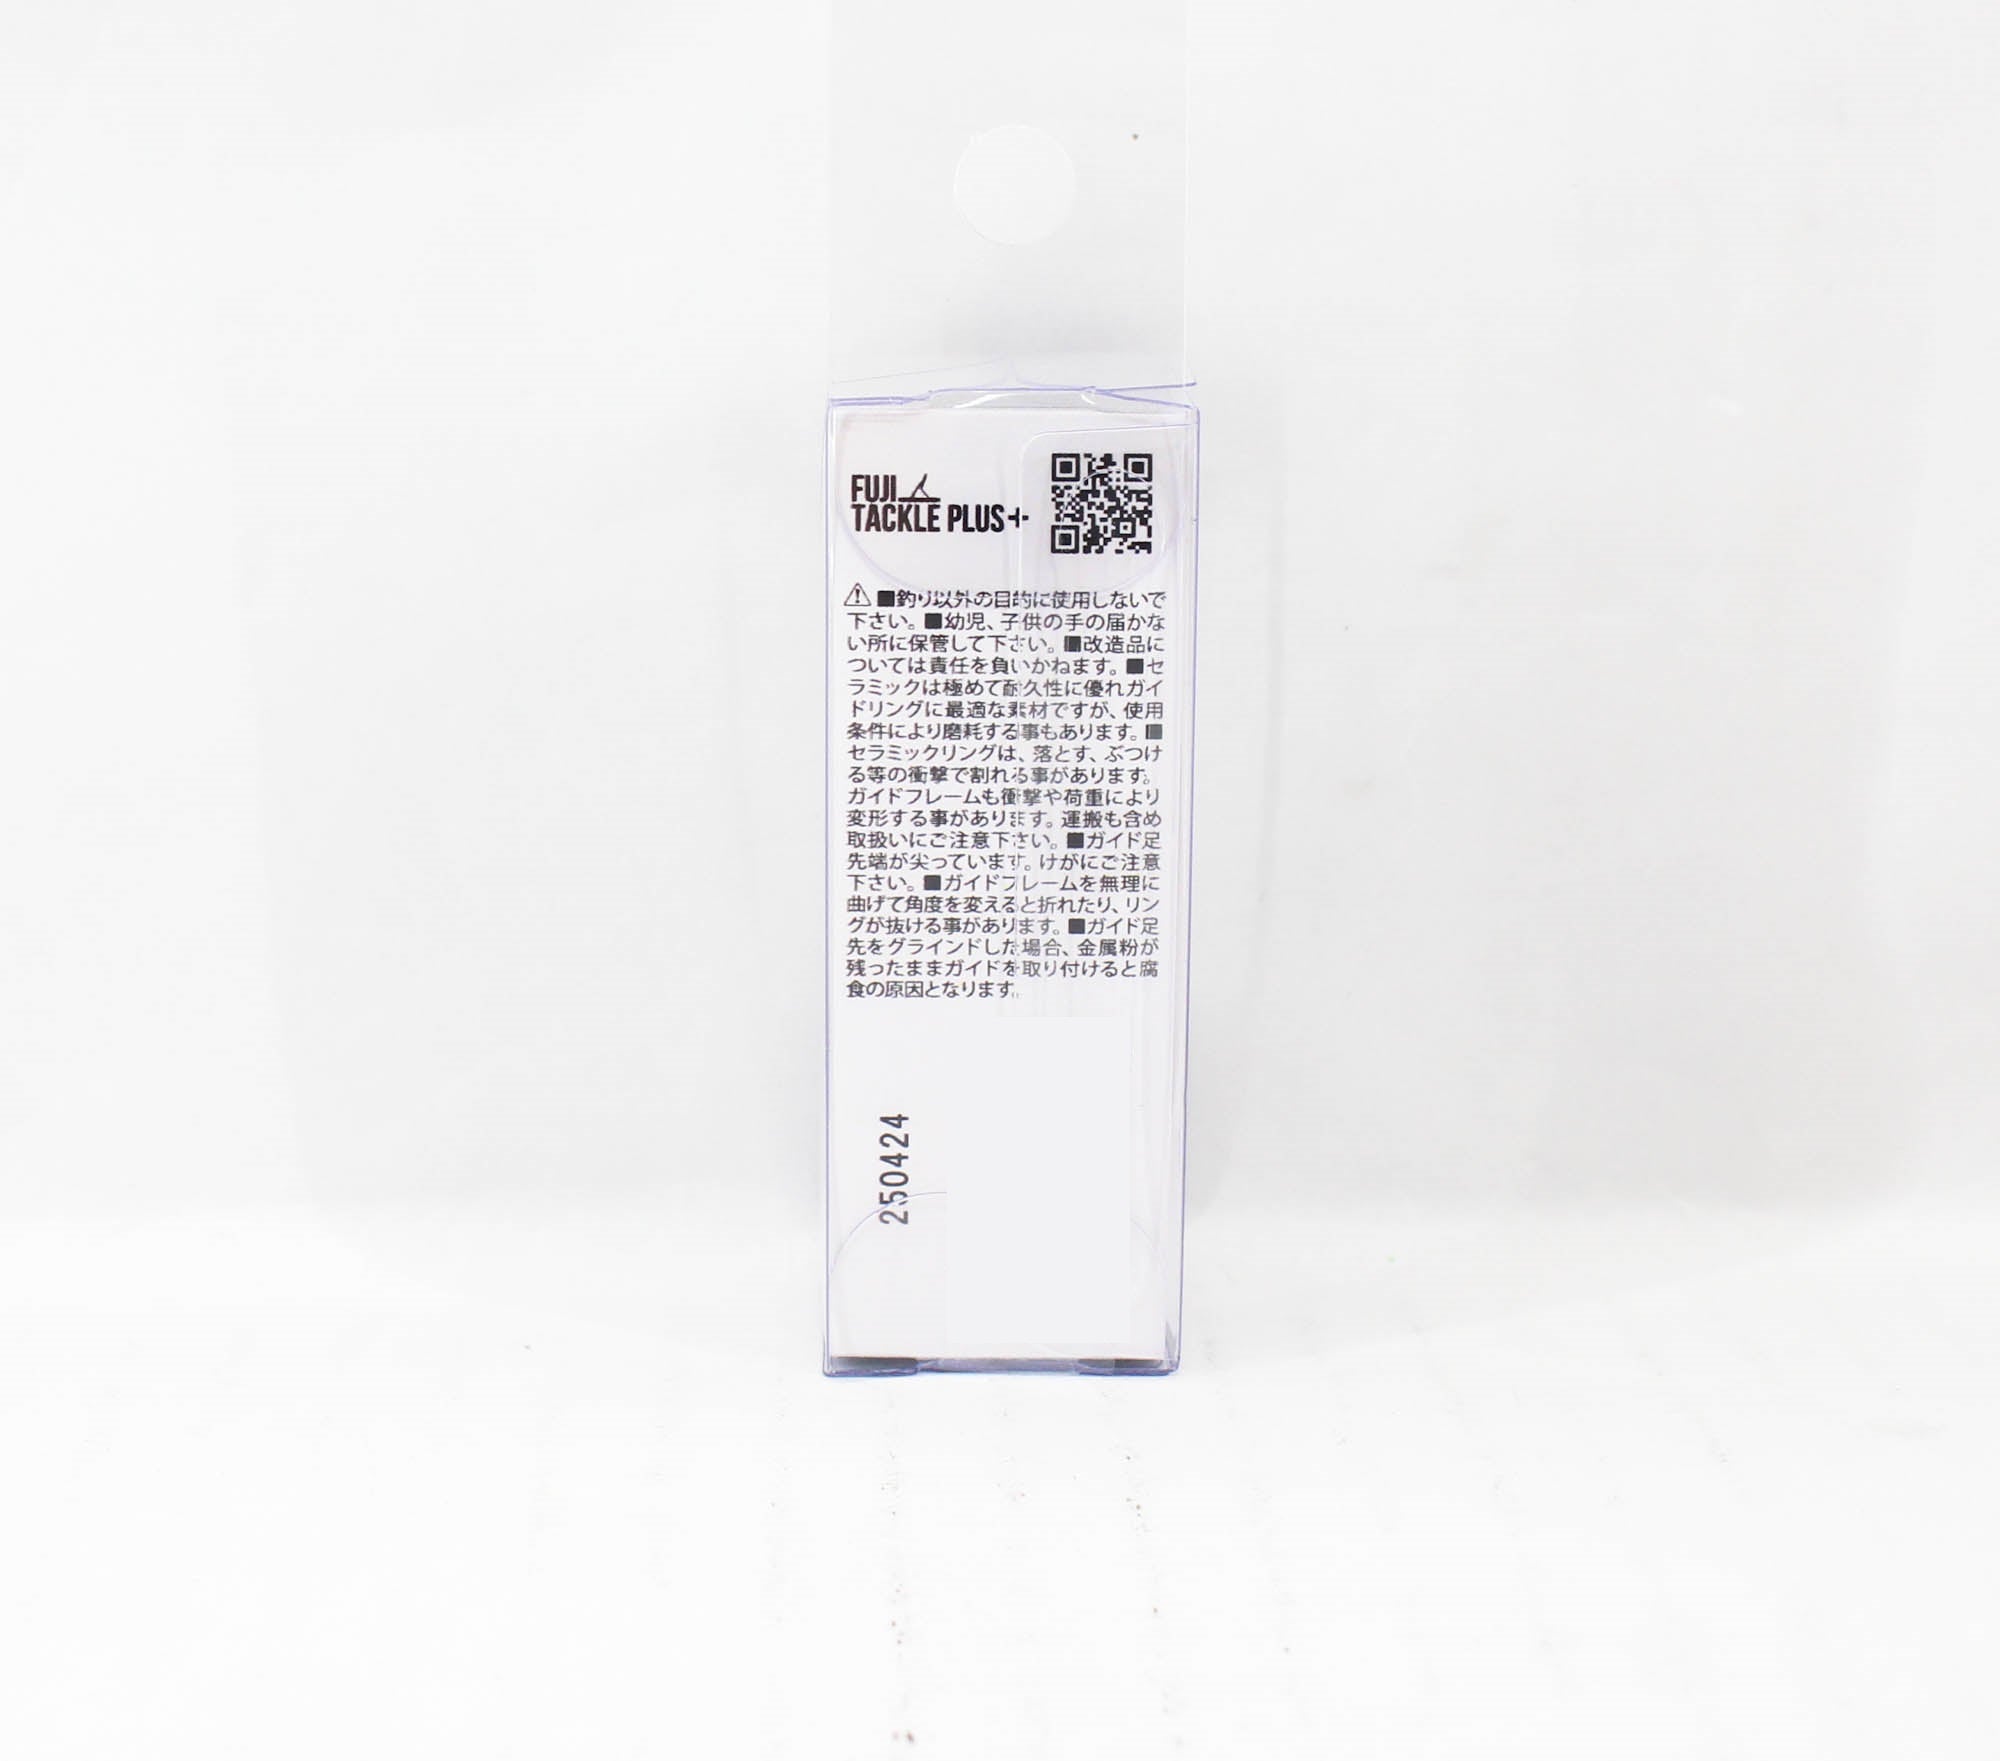 FUJI
TACKLE PLUS+
⚠ ■釣り以外の目的に使用しないで
下さい。■幼児、子供の手の届かな
い所に保管して下さい。■改造品に
ついては責任を負いかねます。■セ
ラミックは極めて耐久性に優れガイ
ドリングに最適な素材ですが、使用
条件により磨耗する事もあります。■
セラミックリングは、落とす、ぶつけ
る等の衝撃で割れる事があります。
ガイドフレームも衝撃や荷重により
変形する事があります。運搬も含め
取扱いにご注意下さい。■ガイド足
先端が尖っています。けがにご注意
下さい。■ガイドフレームを無理に
曲げて角度を変えると折れたり、リン
グが抜ける事があります。■ガイド足
先をグラインドした場合、金属粉が
残ったままガイドを取り付けると腐
食の原因となります。
250424